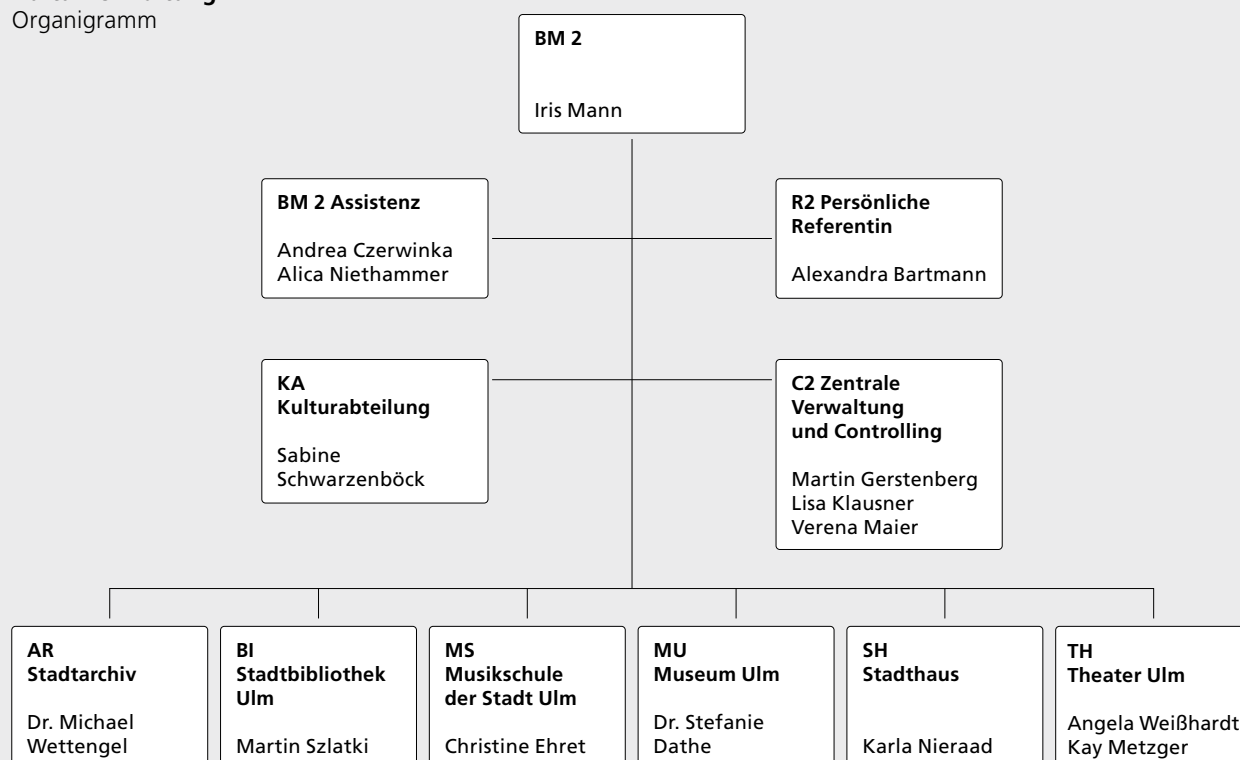 Organigramm
BM 2
Iris Mann
BM 2 Assistenz
Andrea Czerwinka
Alica Niethammer
R2 Persönliche
Referentin
Alexandra Bartmann
KA
Kulturabteilung
Sabine
Schwarzenböck
C2 Zentrale
Verwaltung
und Controlling
Martin Gerstenberg
Lisa Klausner
Verena Maier
AR
Stadtarchiv
Dr. Michael
Wettengel
BI
Stadtbibliothek
Ulm
Martin Szlatki
MS
Musikschule
der Stadt Ulm
Christine Ehret
MU
Museum Ulm
Dr. Stefanie
Dathe
SH
Stadthaus
Karla Nieraad
TH
Theater Ulm
Angela Weißhardt
Kay Metzger